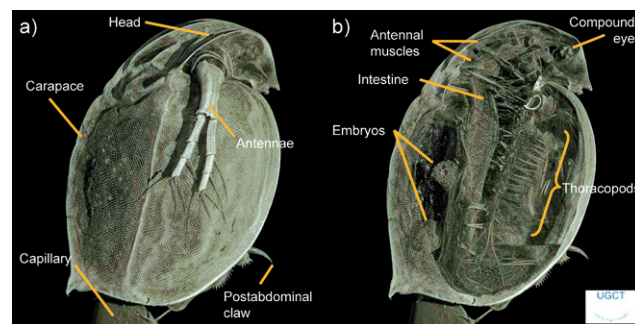 a)
Head
Carapace
Antennae
Capillary
Postabdominal
claw
b)
Antennal
muscles
Compound
eye
Intestine
Embryos
Thoracopods
UGCT